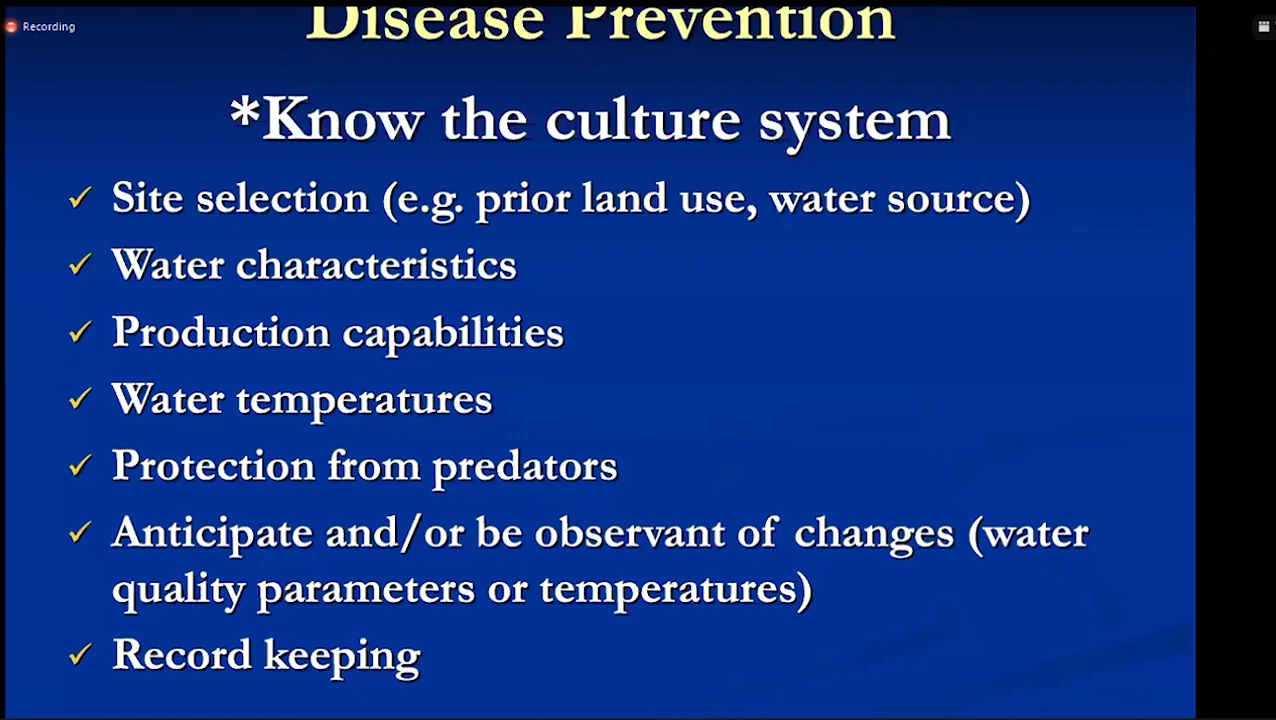 Recording
Disease Prevention
*Know the culture system
✓ Site selection (e.g. prior land use, water source)
✓ Water characteristics
✓ Production capabilities
✓ Water temperatures
✓ Protection from predators
✓ Anticipate and/or be observant of changes (water
quality parameters or temperatures)
✓ Record keeping